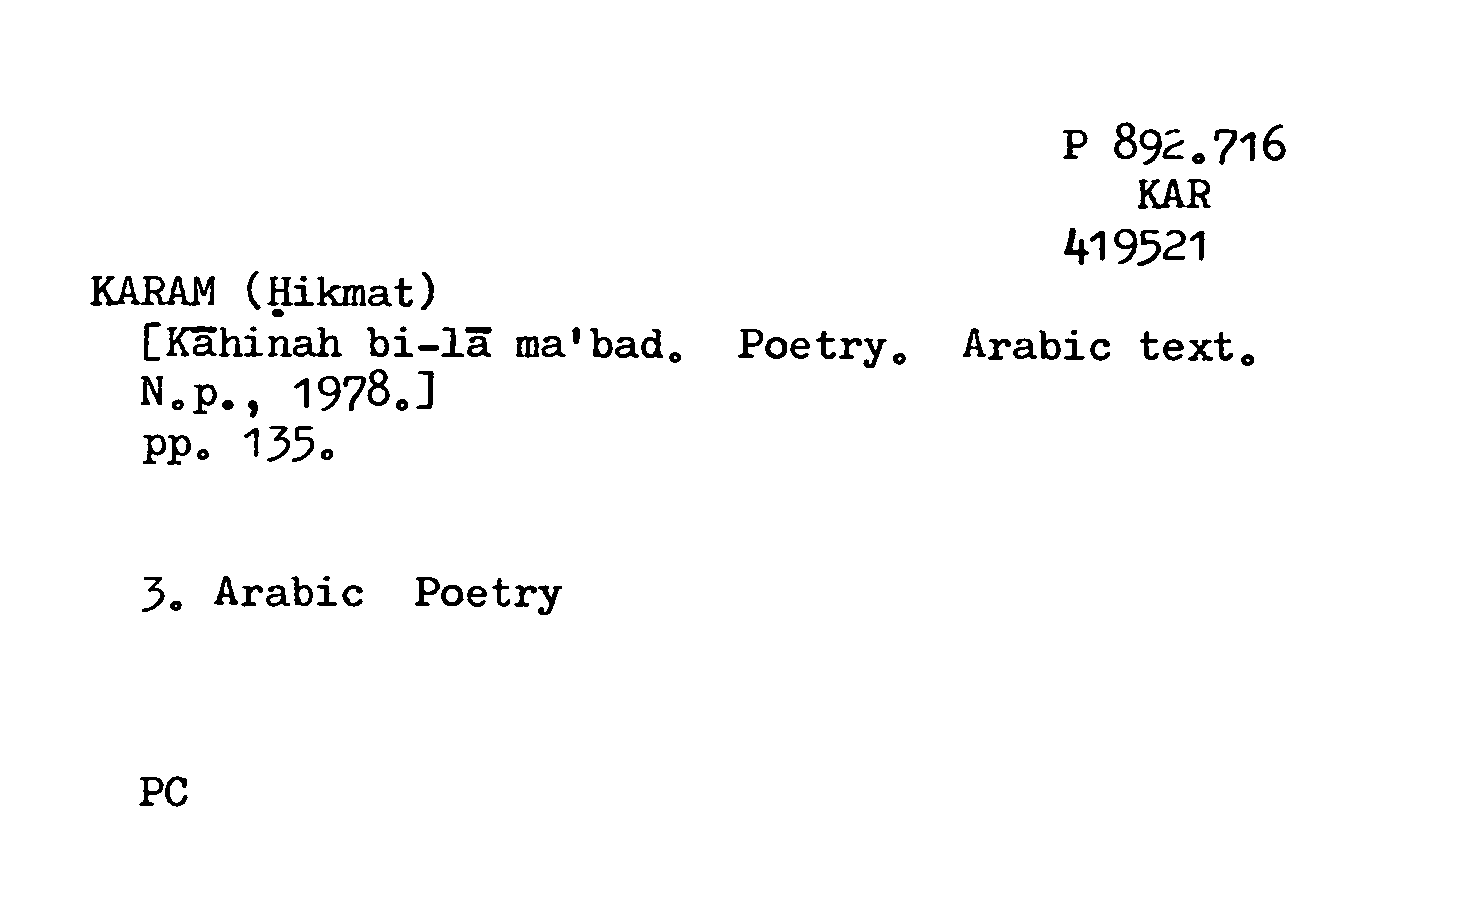 P 892.716
KAR
419521
KARAM (Ḥikmat)
[Kāhinah bi-lā ma'bad. Poetry. Arabic text.
N.p., 1978.]
pp. 135.
3. Arabic Poetry
PC